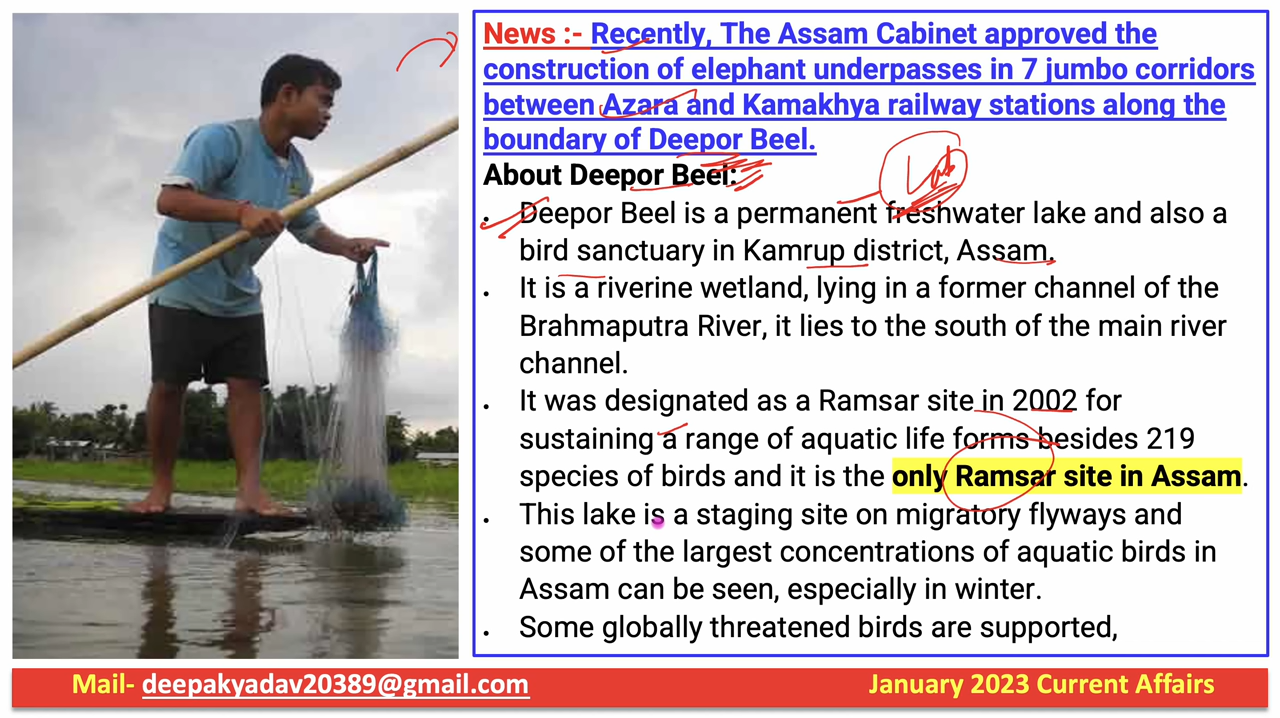 News :- Recently, The Assam Cabinet approved the
construction of elephant underpasses in 7 jumbo corridors
between Azara and Kamakhya railway stations along the
boundary of Deepor Beel.
About Deepor Beel:
• Deepor Beel is a permanent freshwater lake and also a
bird sanctuary in Kamrup district, Assam.
• It is a riverine wetland, lying in a former channel of the
Brahmaputra River, it lies to the south of the main river
channel.
• It was designated as a Ramsar site in 2002 for
sustaining a range of aquatic life forms besides 219
species of birds and it is the only Ramsar site in Assam.
• This lake is a staging site on migratory flyways and
some of the largest concentrations of aquatic birds in
Assam can be seen, especially in winter.
• Some globally threatened birds are supported,
Mail- deepakyadav20389@gmail.com
January 2023 Current Affairs